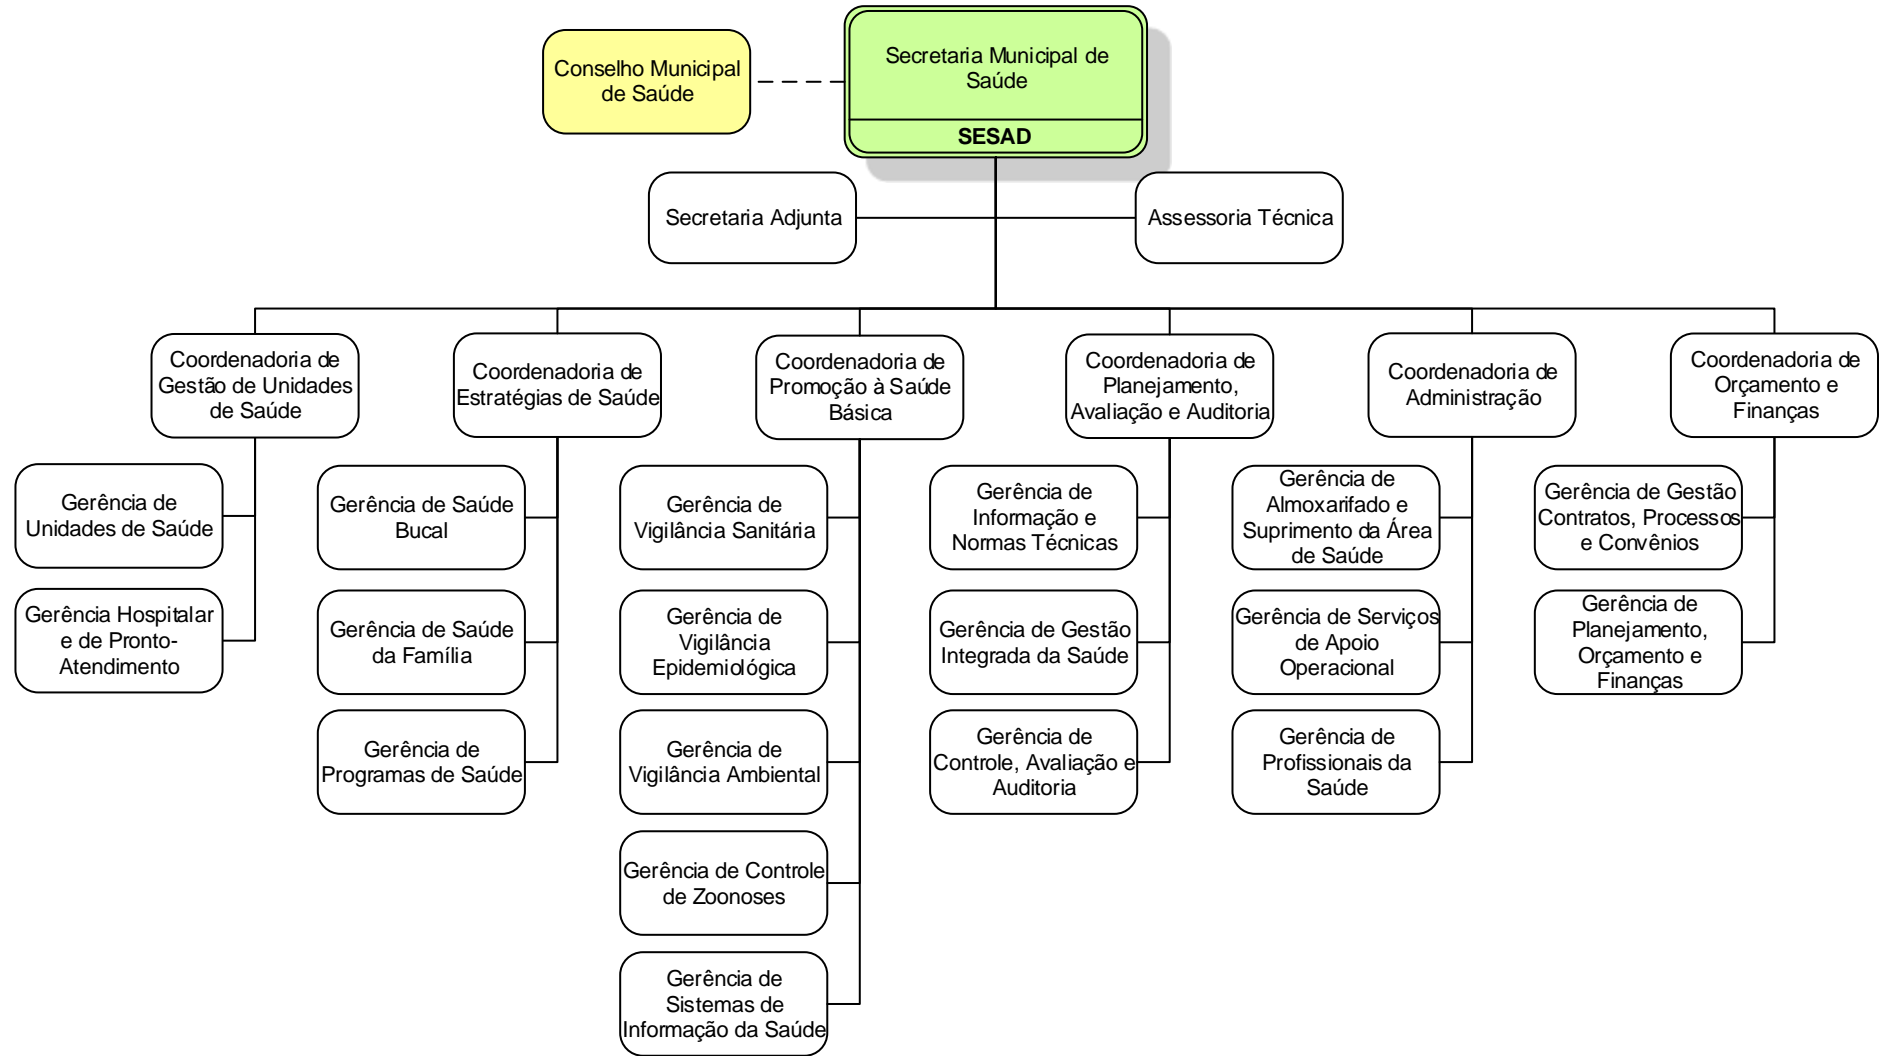 Conselho Municipal
de Saúde
Secretaria Municipal de
Saúde
SESAD
Secretaria Adjunta
Assessoria Técnica
Coordenadoria de
Gestão de Unidades
de Saúde
Coordenadoria de
Estratégias de Saúde
Coordenadoria de
Promoção à Saúde
Básica
Coordenadoria de
Planejamento,
Avaliação e Auditoria
Coordenadoria de
Administração
Coordenadoria de
Orçamento e
Finanças
Gerência de
Unidades de Saúde
Gerência de Saúde
Bucal
Gerência de
Vigilância Sanitária
Gerência de
Informação e
Normas Técnicas
Gerência de
Almoxarifado e
Suprimento da Área
de Saúde
Gerência de Gestão
Contratos, Processos
e Convênios
Gerência Hospitalar
e de Pronto-
Atendimento
Gerência de Saúde
da Família
Gerência de
Vigilância
Epidemiológica
Gerência de Gestão
Integrada da Saúde
Gerência de Serviços
de Apoio
Operacional
Gerência de
Planejamento,
Orçamento e
Finanças
Gerência de
Programas de Saúde
Gerência de
Vigilância Ambiental
Gerência de
Controle, Avaliação e
Auditoria
Gerência de
Profissionais da
Saúde
Gerência de Controle
de Zoonoses
Gerência de
Sistemas de
Informação da Saúde